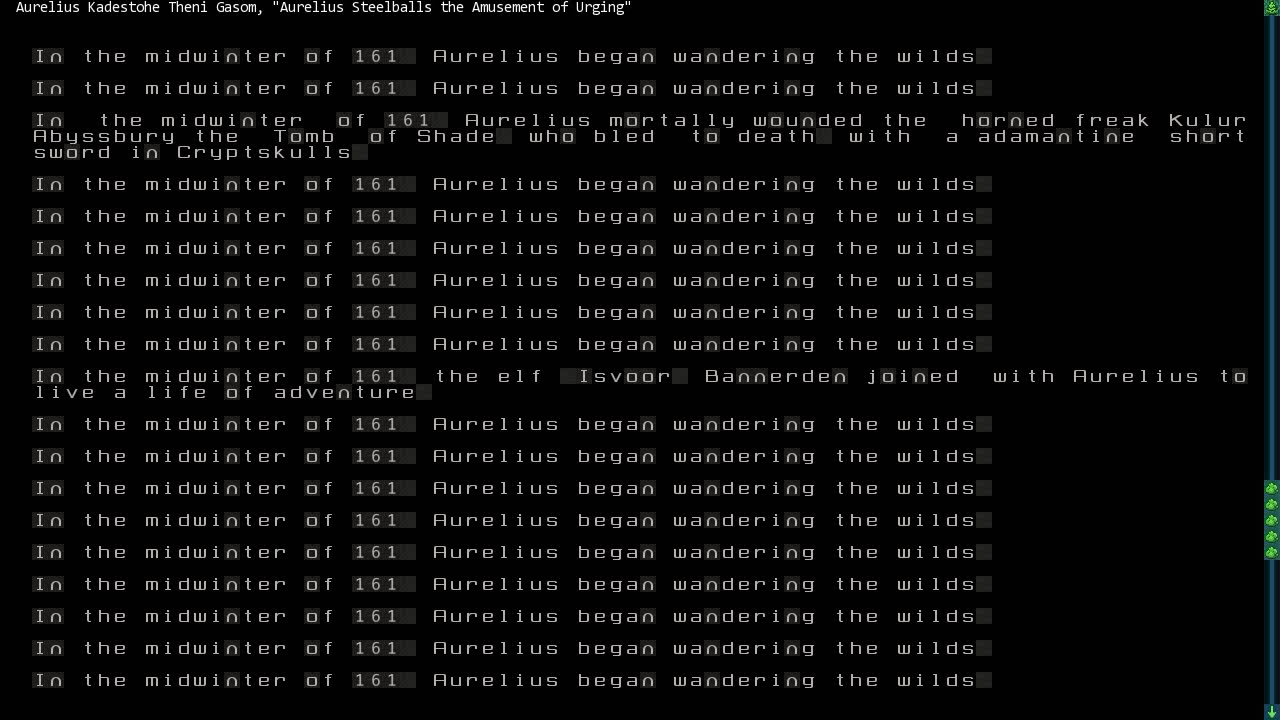 Aurelius Kadestohe Theni Gasom, "Aurelius Steelballs the Amusement of Urging"
In the midwinter of 161 Aurelius began wandering the wilds
In the midwinter of 161 Aurelius began wandering the wilds
In the midwinter of 161 Aurelius mortally wounded the horned freak Kulur
Abyssbury the Tomb of Shade who bled to death with a adamantine short
sword in Cryptskulls
In the midwinter of 161 Aurelius began wandering the wilds
In the midwinter of 161 Aurelius began wandering the wilds
In the midwinter of 161 Aurelius began wandering the wilds
In the midwinter of 161 Aurelius began wandering the wilds
In the midwinter of 161 Aurelius began wandering the wilds
In the midwinter of 161 Aurelius began wandering the wilds
In the midwinter of 161 the elf Isvoor Bannerden joined with Aurelius to
live a life of adventure
In the midwinter of 161 Aurelius began wandering the wilds
In the midwinter of 161 Aurelius began wandering the wilds
In the midwinter of 161 Aurelius began wandering the wilds
In the midwinter of 161 Aurelius began wandering the wilds
In the midwinter of 161 Aurelius began wandering the wilds
In the midwinter of 161 Aurelius began wandering the wilds
In the midwinter of 161 Aurelius began wandering the wilds
In the midwinter of 161 Aurelius began wandering the wilds
In the midwinter of 161 Aurelius began wandering the wilds